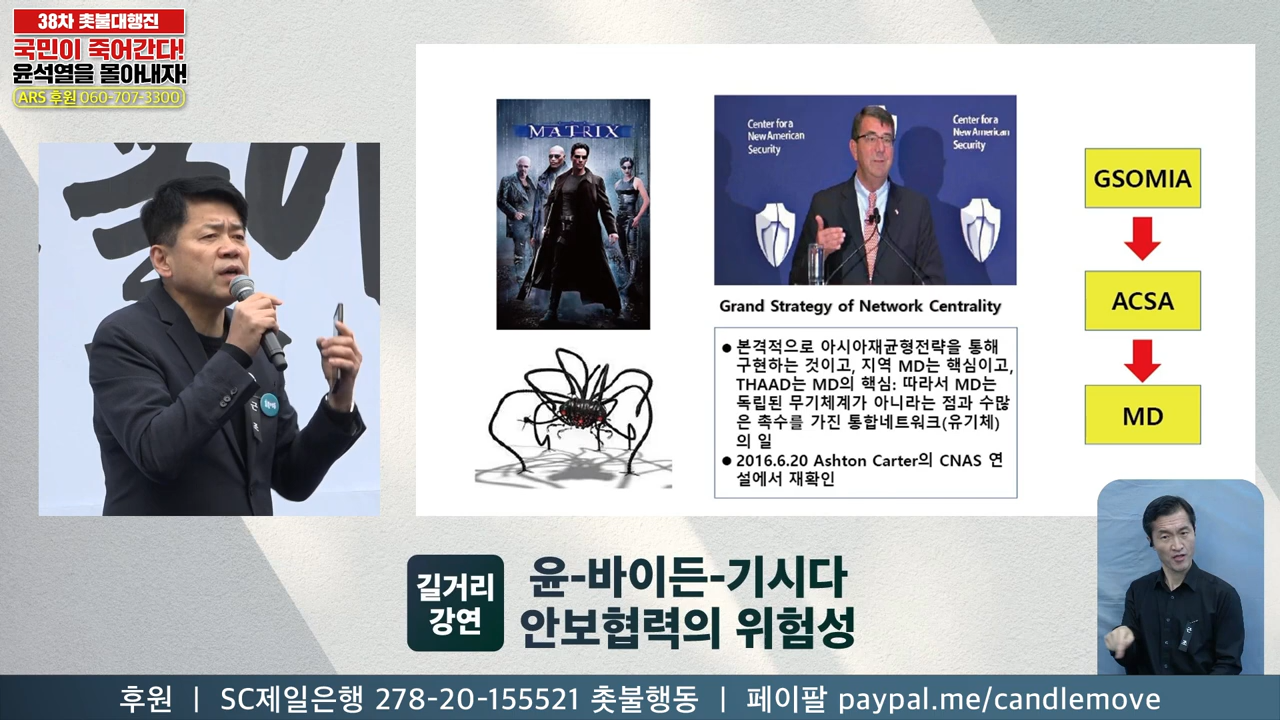 38차 촛불대행진
국민이 죽어간다!
윤석열을 몰아내자!
ARS 후원 060-707-3300
MATRIX
Center for a
New American
Security
Center for a
New American
Security
Grand Strategy of Network Centrality
● 본격적으로 아시아재균형전략을 통해
구현하는 것이고, 지역 MD는 핵심이고,
THAAD는 MD의 핵심: 따라서 MD는
독립된 무기체계가 아니라는 점과 수많
은 촉수를 가진 통합네트워크(유기체)
의 일
● 2016.6.20 Ashton Carter의 CNAS 연
설에서 재확인
GSOMIA
ACSA
MD
길거리
강연
윤-바이든-기시다
안보협력의 위험성
후원 | SC제일은행 278-20-155521 촛불행동 | 페이팔 paypal.me/candlemove